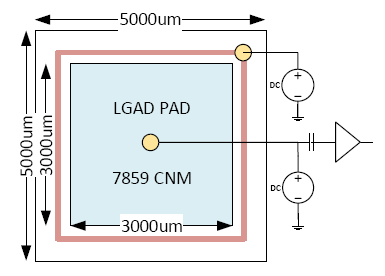 5000um
DC
+
−
LGAD PAD
5000um
3000um
7859 CNM
DC
+
−
3000um